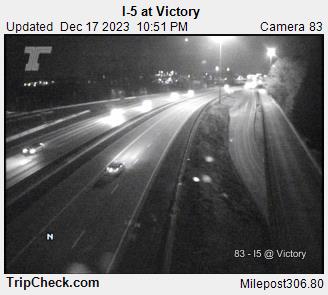 I-5 at Victory
Updated Dec 17 2023 10:51 PM Camera 83
T
N
83 - I5 @ Victory
TripCheck.com Milepost306.80